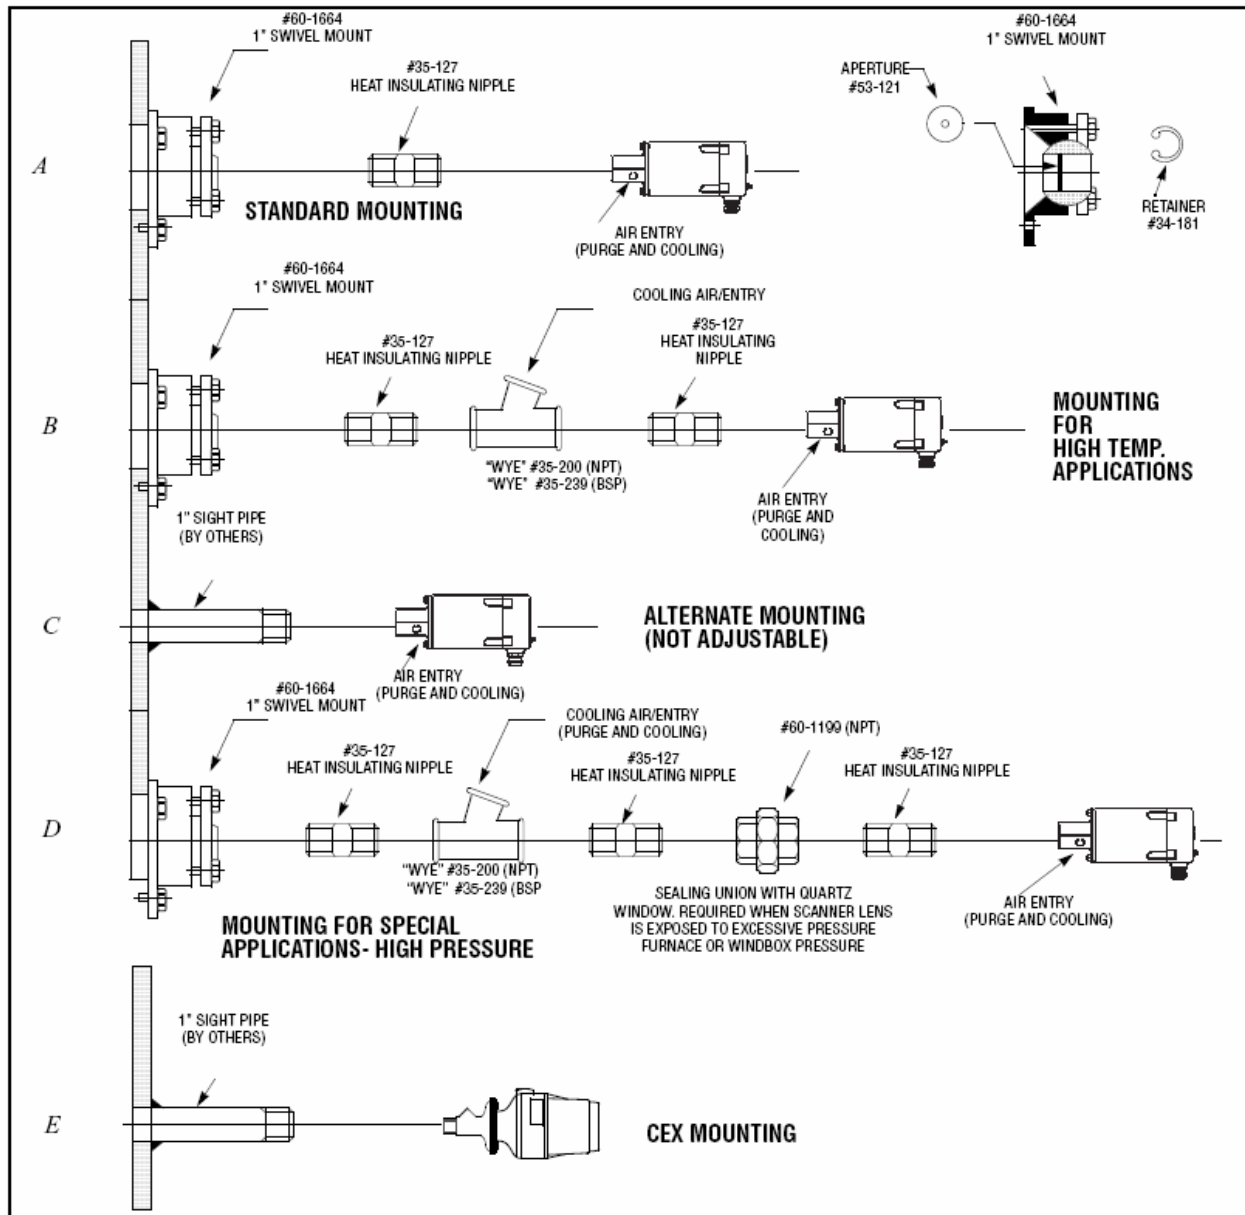 #60-1664
1" SWIVEL MOUNT
#35-127
HEAT INSULATING NIPPLE
APERTURE
#53-121
#60-1664
1" SWIVEL MOUNT
A
STANDARD MOUNTING
AIR ENTRY
(PURGE AND COOLING)
RETAINER
#34-181
#60-1664
1" SWIVEL MOUNT
#35-127
HEAT INSULATING NIPPLE
COOLING AIR/ENTRY
#35-127
HEAT INSULATING
NIPPLE
B
"WYE" #35-200 (NPT)
"WYE" #35-239 (BSP)
AIR ENTRY
(PURGE AND
COOLING)
MOUNTING
FOR
HIGH TEMP.
APPLICATIONS
1" SIGHT PIPE
(BY OTHERS)
C
AIR ENTRY
(PURGE AND COOLING)
ALTERNATE MOUNTING
(NOT ADJUSTABLE)
#60-1664
1" SWIVEL MOUNT
#35-127
HEAT INSULATING NIPPLE
COOLING AIR/ENTRY
(PURGE AND COOLING)
#35-127
HEAT INSULATING NIPPLE
#60-1199 (NPT)
#35-127
HEAT INSULATING NIPPLE
D
"WYE" #35-200 (NPT)
"WYE" #35-239 (BSP
SEALING UNION WITH QUARTZ
WINDOW. REQUIRED WHEN SCANNER LENS
IS EXPOSED TO EXCESSIVE PRESSURE
FURNACE OR WINDBOX PRESSURE
AIR ENTRY
(PURGE AND COOLING)
MOUNTING FOR SPECIAL
APPLICATIONS- HIGH PRESSURE
1" SIGHT PIPE
(BY OTHERS)
E
CEX MOUNTING